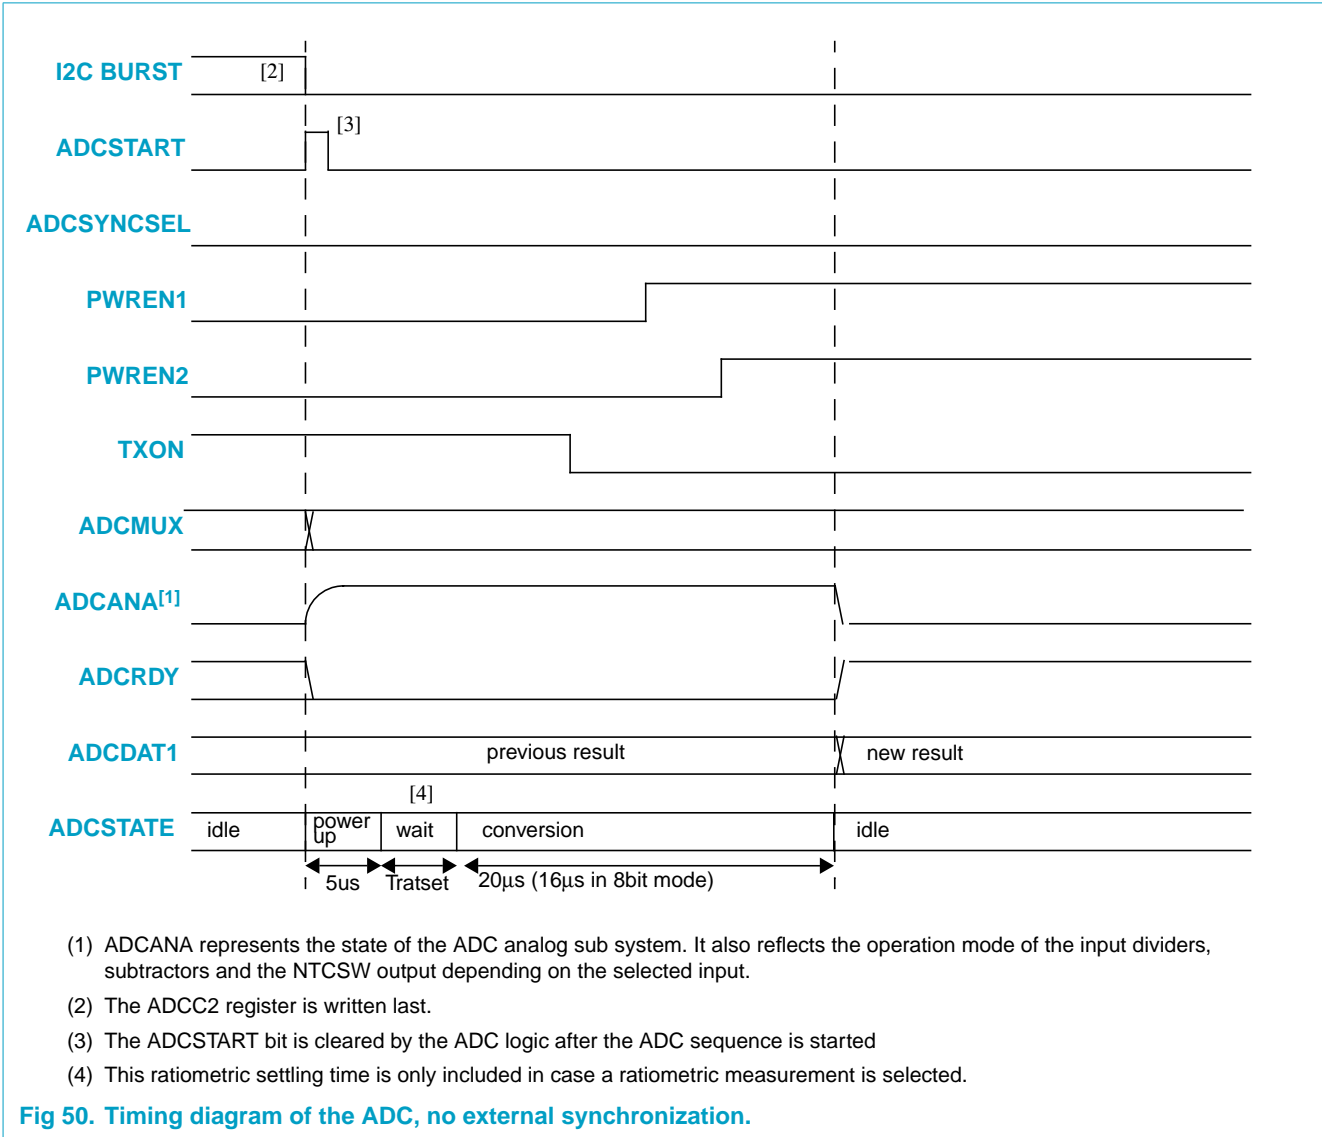 I2C BURST [2]
ADCSTART [3]
ADCSYNCSEL
PWREN1
PWREN2
TXON
ADCMUX
ADCANA[1]
ADCRDY
ADCDAT1 previous result new result
[4]
ADCSTATE idle power up wait conversion idle
5us Tratset 20μs (16μs in 8bit mode)
(1) ADCANA represents the state of the ADC analog sub system. It also reflects the operation mode of the input dividers,
subtractors and the NTCSW output depending on the selected input.
(2) The ADCC2 register is written last.
(3) The ADCSTART bit is cleared by the ADC logic after the ADC sequence is started
(4) This ratiometric settling time is only included in case a ratiometric measurement is selected.
Fig 50. Timing diagram of the ADC, no external synchronization.